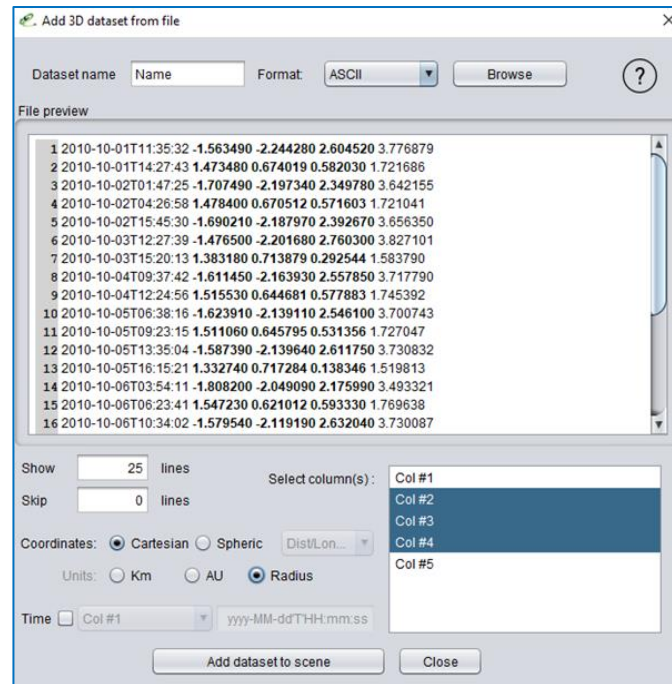 Add 3D dataset from file
Dataset name Name Format: ASCII Browse ?
File preview
1 2010-10-01T11:35:32 -1.563490 -2.244280 2.604520 3.776879
2 2010-10-01T14:27:43 1.473480 0.674019 0.582030 1.721686
3 2010-10-02T01:47:25 -1.707490 -2.197340 2.349780 3.642155
4 2010-10-02T04:26:58 1.478400 0.670512 0.571603 1.721041
5 2010-10-02T15:45:30 -1.690210 -2.187970 2.392670 3.656350
6 2010-10-03T12:27:39 -1.476500 -2.201680 2.760300 3.827101
7 2010-10-03T15:20:13 1.383180 0.713879 0.292544 1.583790
8 2010-10-04T09:37:42 -1.611450 -2.163930 2.557850 3.717790
9 2010-10-04T12:24:56 1.515530 0.644681 0.577883 1.745392
10 2010-10-05T06:38:16 -1.623910 -2.139110 2.546100 3.700743
11 2010-10-05T09:23:15 1.511060 0.645795 0.531356 1.727047
12 2010-10-05T13:35:04 -1.587390 -2.139640 2.611750 3.730832
13 2010-10-05T16:15:21 1.332740 0.717284 0.138346 1.519813
14 2010-10-06T03:54:11 -1.808200 -2.049090 2.175990 3.493321
15 2010-10-06T06:23:41 1.547230 0.621012 0.593330 1.769638
16 2010-10-06T10:34:02 -1.579540 -2.119190 2.632040 3.730087
Show 25 lines
Skip 0 lines
Select column(s) :
Col #1
Col #2
Col #3
Col #4
Col #5
Coordinates: Cartesian Spheric Dist/Lon...
Units: Km AU Radius
Time Col #1 yyyy-MM-dd'T'HH:mm:ss
Add dataset to scene Close